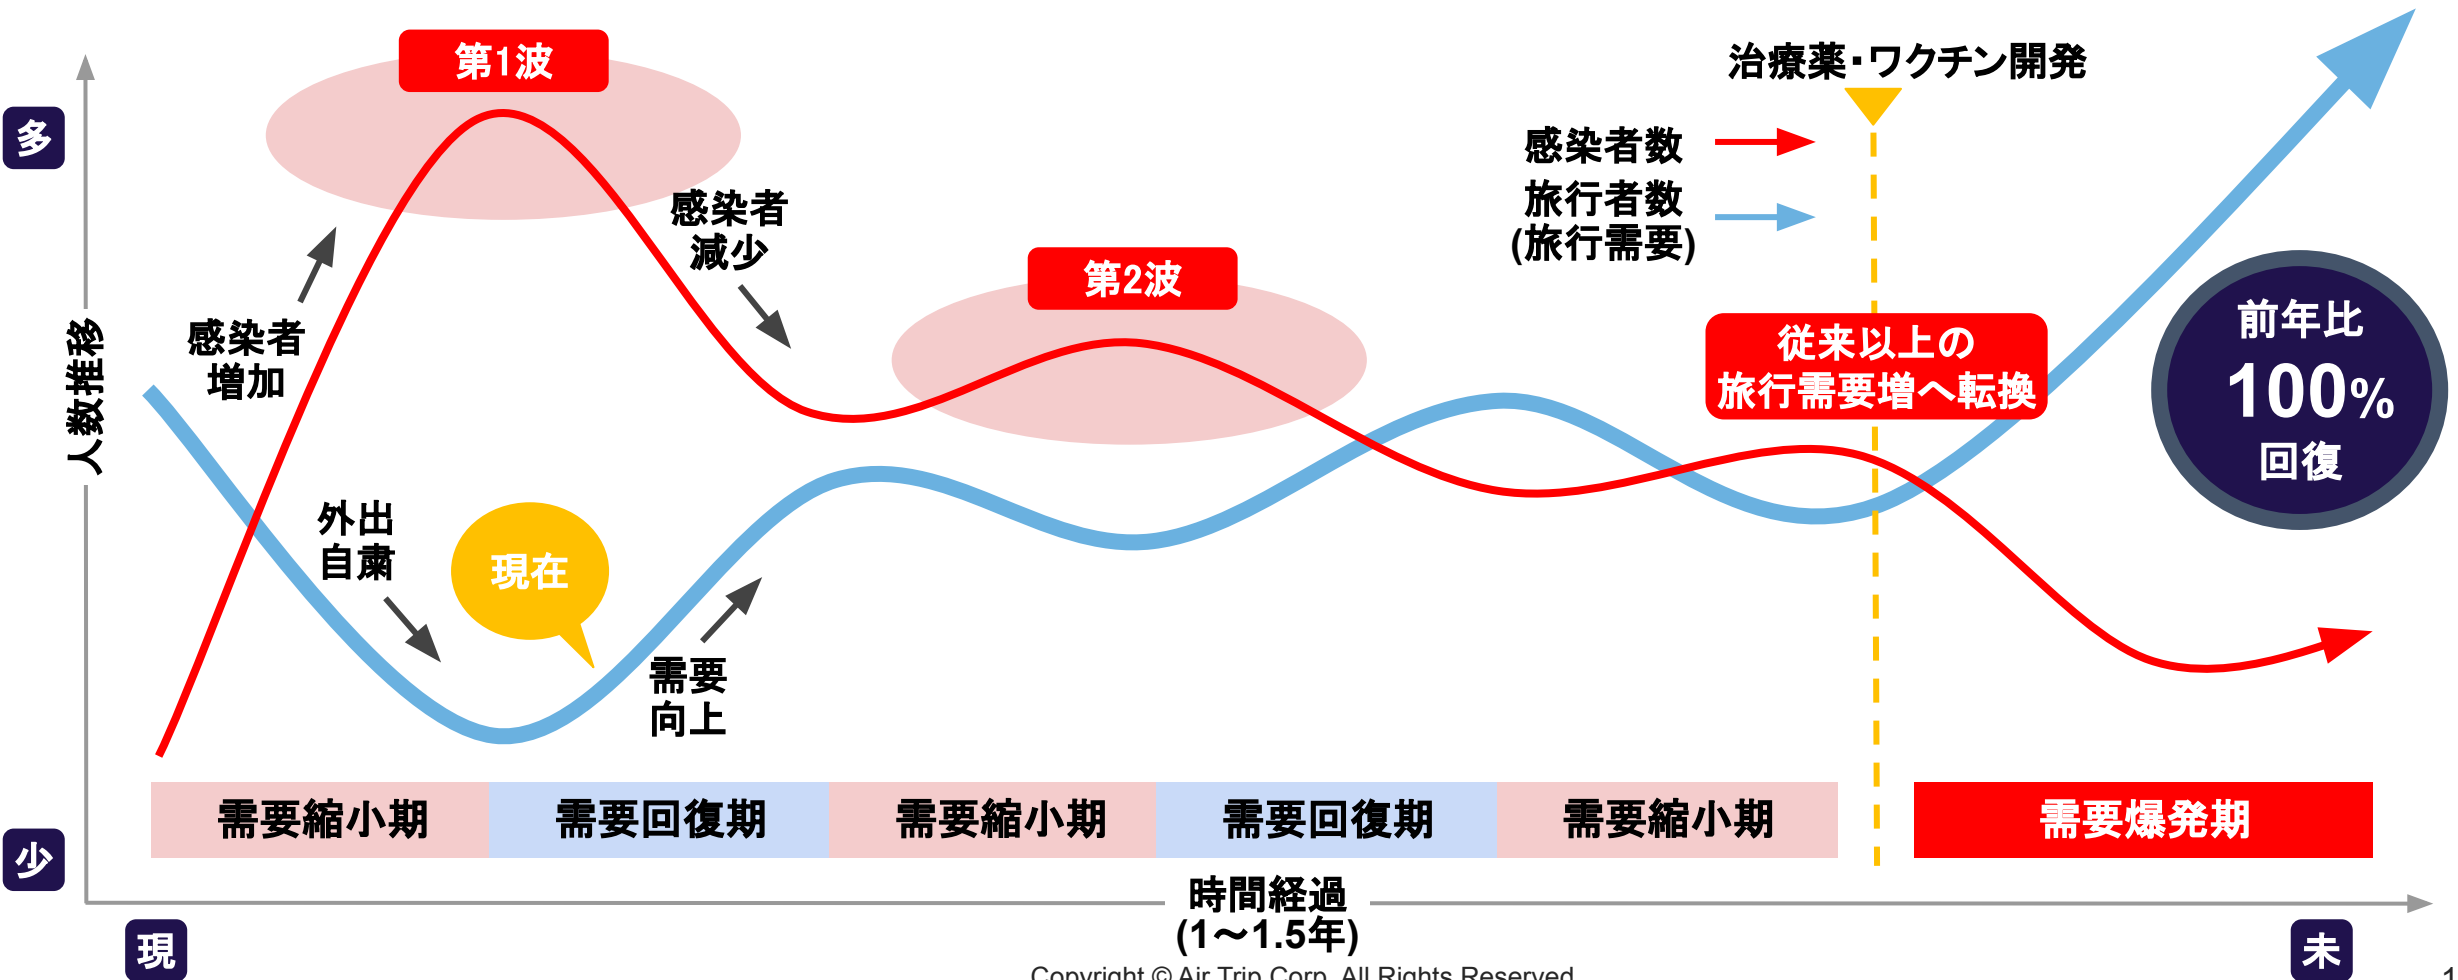 第1波
治療薬・ワクチン開発
多
感染者数
旅行者数
(旅行需要)
感染者
減少
第2波
感染者
増加
人数推移
従来以上の
旅行需要増へ転換
前年比
100%
回復
外出
自粛
現在
需要
向上
需要縮小期
需要回復期
需要縮小期
需要回復期
需要縮小期
需要爆発期
少
時間経過
(1～1.5年)
現
未
Copyright © Air Trip Corp. All Rights Reserved
1